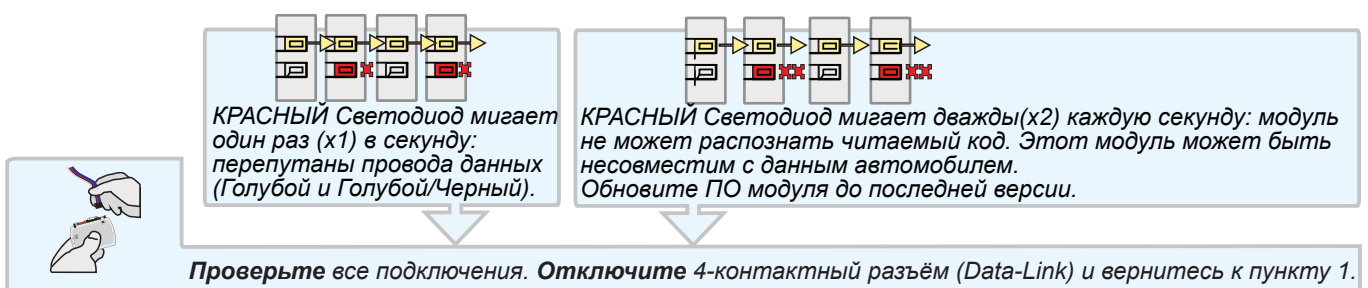 КРАСНЫЙ Светодиод мигает
один раз (x1) в секунду:
перепутаны провода данных
(Голубой и Голубой/Черный).
КРАСНЫЙ Светодиод мигает дважды(x2) каждую секунду: модуль
не может распознать читаемый код. Этот модуль может быть
несовместим с данным автомобилем.
Обновите ПО модуля до последней версии.
Проверьте все подключения. Отключите 4-контактный разъём (Data-Link) и вернитесь к пункту 1.